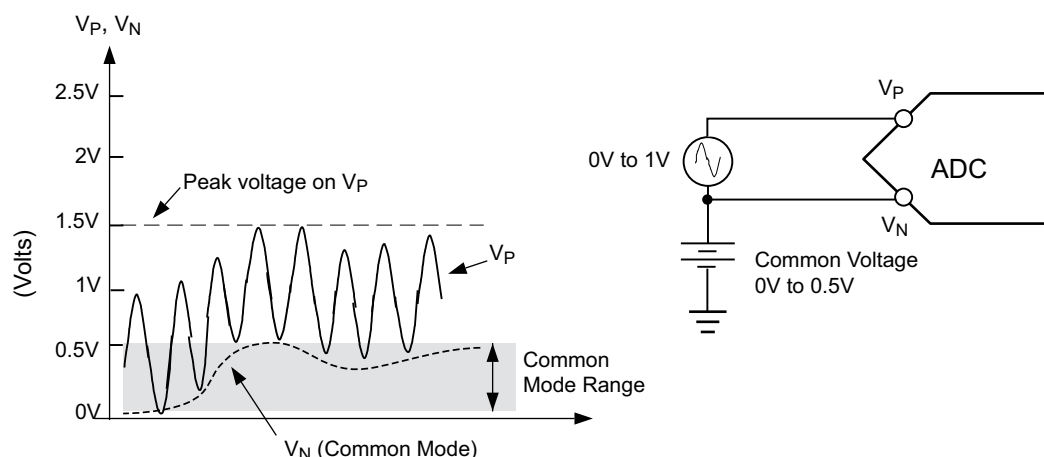 VP, VN
2.5V
2V
Peak voltage on VP
1.5V
VP
(Volts)
1V
0.5V
Common
Mode Range
0V
VN (Common Mode)
VP
0V to 1V
ADC
VN
Common Voltage
0V to 0.5V